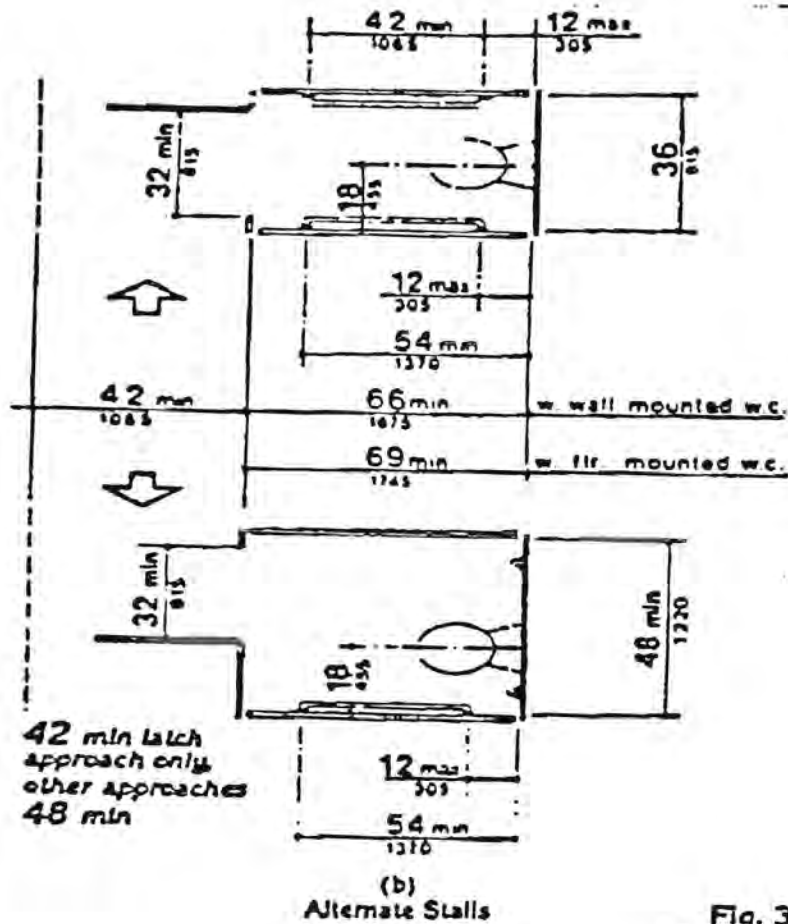 42 min 12 max
1065 305
32 min
815
18
455
36
815
12 max
305
54 min
1370
42 min 66 min w. wall mounted w.c.
1065 1675
69 min w. flr. mounted w.c.
1745
32 min
815
18
455
48 min
1220
42 min latch
approach only,
other approaches
48 min
12 max
305
54 min
1370
(b)
Alternate Stalls
Fig. 3